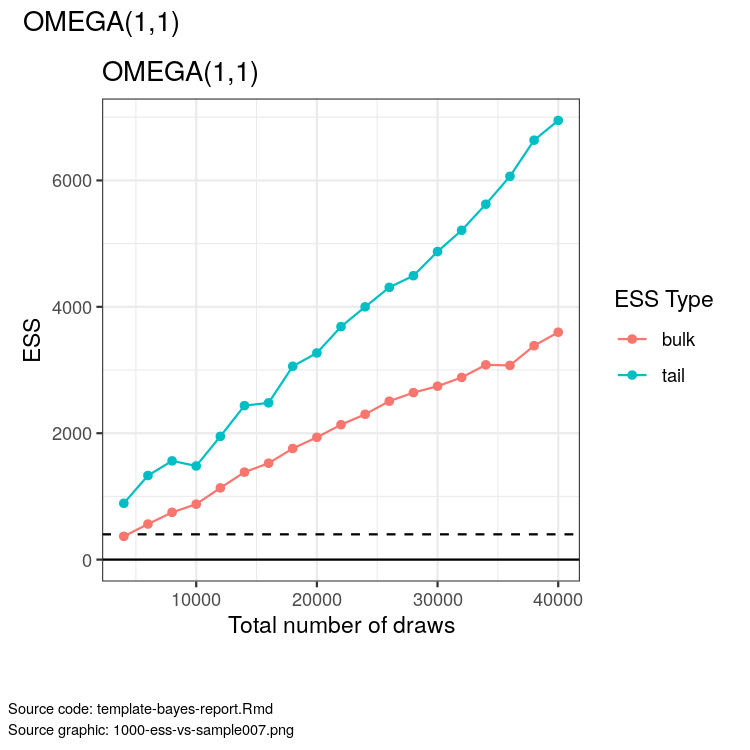 OMEGA(1,1)
OMEGA(1,1)
ESS
6000
4000
2000
0
10000 20000 30000 40000
Total number of draws
ESS Type
bulk
tail
Source code: template-bayes-report.Rmd
Source graphic: 1000-ess-vs-sample007.png